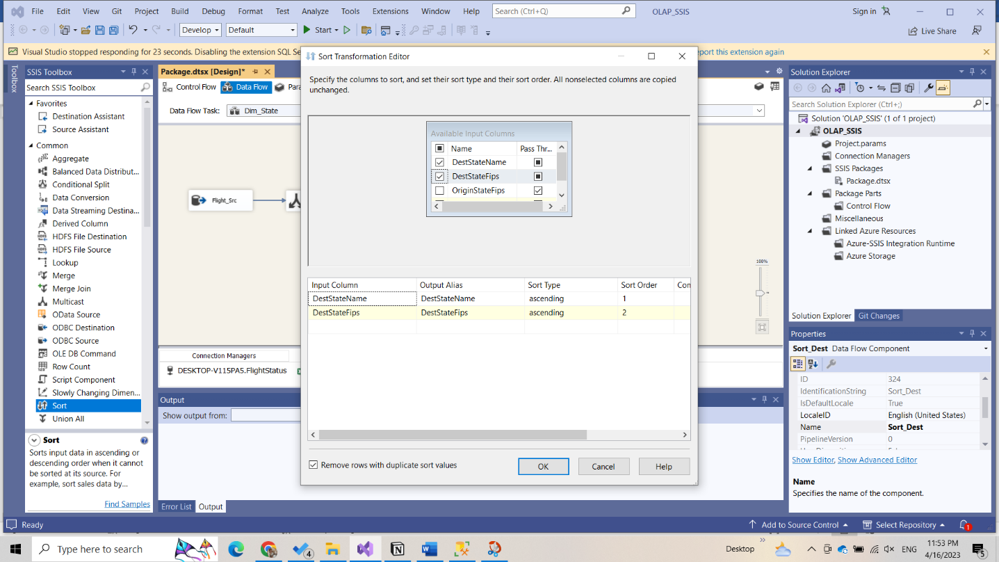 File Edit View Git Project Build Debug Format Test Analyze Tools Extensions Window Help Search (Ctrl+Q) OLAP_SSIS Sign in
Develop Default Start Live Share
Visual Studio stopped responding for 23 seconds. Disabling the extension SQL Se
port this extension again
Toolbox
SSIS Toolbox
Search SSIS Toolbox
Favorites
Destination Assistant
Source Assistant
Common
Aggregate
Balanced Data Distribut...
Conditional Split
Data Conversion
Data Streaming Destina...
Derived Column
HDFS File Destination
HDFS File Source
Lookup
Merge
Merge Join
Multicast
OData Source
ODBC Destination
ODBC Source
OLE DB Command
Row Count
Script Component
Slowly Changing Dimen...
Sort
Union All
Sort
Sorts input data in ascending or
descending order when it cannot
be sorted at its source. For
example, sort sales data by...
Find Samples
Package.dtsx [Design]*
Control Flow Data Flow Para
Data Flow Task: Dim_State
Flight_Src
100%
Connection Managers
DESKTOP-V115PA5.FlightStatus
Output
Show output from:
Error List Output
Sort Transformation Editor
Specify the columns to sort, and set their sort type and their sort order. All nonselected columns are copied
unchanged.
Available Input Columns
Name Pass Thr...
DestStateName
DestStateFips
OriginStateFips
Input Column Output Alias Sort Type Sort Order Con
DestStateName DestStateName ascending 1
DestStateFips DestStateFips ascending 2
Remove rows with duplicate sort values
OK Cancel Help
Solution Explorer
Search Solution Explorer (Ctrl+;)
Solution 'OLAP_SSIS' (1 of 1 project)
OLAP_SSIS
Project.params
Connection Managers
SSIS Packages
Package.dtsx
Package Parts
Control Flow
Miscellaneous
Linked Azure Resources
Azure-SSIS Integration Runtime
Azure Storage
Solution Explorer Git Changes
Properties
Sort_Dest Data Flow Component
ID 324
IdentificationString Sort_Dest
IsDefaultLocale True
LocaleID English (United States)
Name Sort_Dest
PipelineVersion 0
Show Editor, Show Advanced Editor
Name
Specifies the name of the component.
Ready Add to Source Control Select Repository 1
Type here to search 4 Desktop ENG 11:53 PM
4/16/2023 5